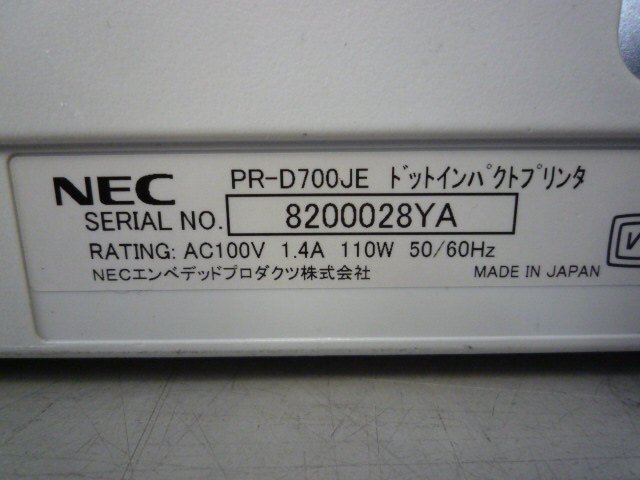 NEC PR-D700JE ドットインパクトプリンタ
SERIAL NO. 8200028YA
RATING: AC100V 1.4A 110W 50/60Hz
NECエンベデッドプロダクツ株式会社 MADE IN JAPAN
V